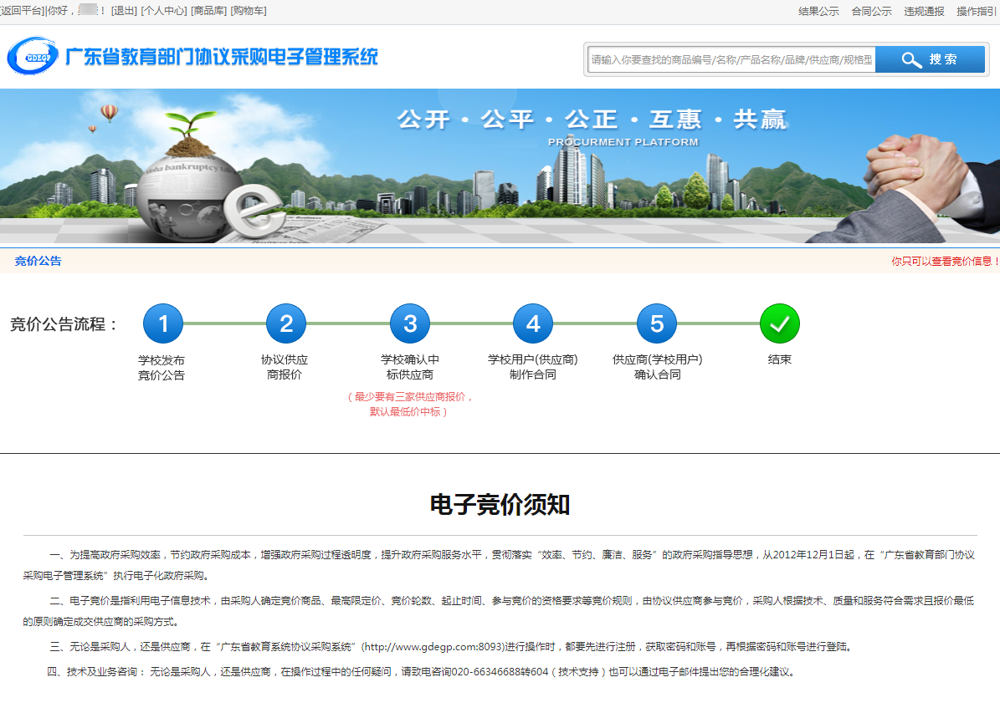 返回平台]|你好， ！ [退出] [个人中心] [商品库] [购物车]
结果公示 合同公示 违规通报 操作指引
GDEGP 广东省教育部门协议采购电子管理系统
请输入你要查找的商品编号/名称/产品名称/品牌/供应商/规格型
搜 索
公开 · 公平 · 公正 · 互惠 · 共赢
PROCURMENT PLATFORM
竞价公告
你只可以查看竞价信息！
竞价公告流程：
1 2 3 4 5
学校发布
竞价公告
协议供应
商报价
学校确认中
标供应商
（最少要有三家供应商报价，
默认最低价中标）
学校用户(供应商)
制作合同
供应商(学校用户)
确认合同
结束
电子竞价须知
一、为提高政府采购效率，节约政府采购成本，增强政府采购过程透明度，提升政府采购服务水平，贯彻落实“效率、节约、廉洁、服务”的政府采购指导思想，从2012年12月1日起，在“广东省教育部门协议
采购电子管理系统”执行电子化政府采购。
二、电子竞价是指利用电子信息技术，由采购人确定竞价商品、最高限定价、竞价轮数、起止时间、参与竞价的资格要求等竞价规则，由协议供应商参与竞价，采购人根据技术、质量和服务符合需求且报价最低
的原则确定成交供应商的采购方式。
三、无论是采购人，还是供应商，在“广东省教育系统协议采购系统”(http://www.gdegp.com:8093)进行操作时，都要先进行注册，获取密码和账号，再根据密码和账号进行登陆。
四、技术及业务咨询： 无论是采购人，还是供应商，在操作过程中的任何疑问，请致电咨询020-66346688转604（技术支持）也可以通过电子邮件提出您的合理化建议。